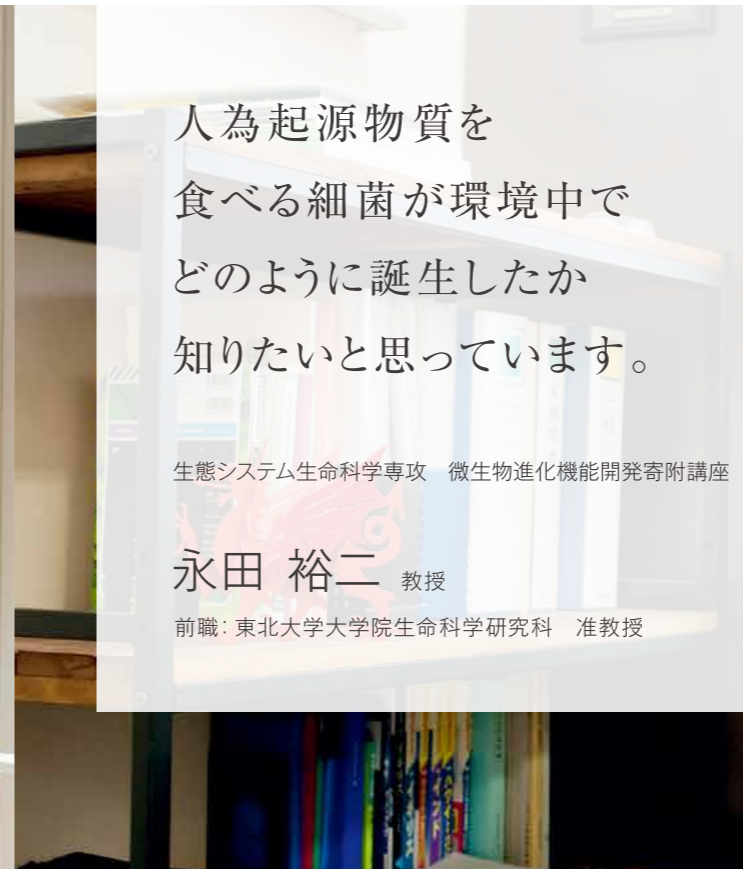 人為起源物質を
食べる細菌が環境中で
どのように誕生したか
知りたいと思っています。
生態システム生命科学専攻　微生物進化機能開発寄附講座
永田 裕二 教授
前職：東北大学大学院生命科学研究科　准教授